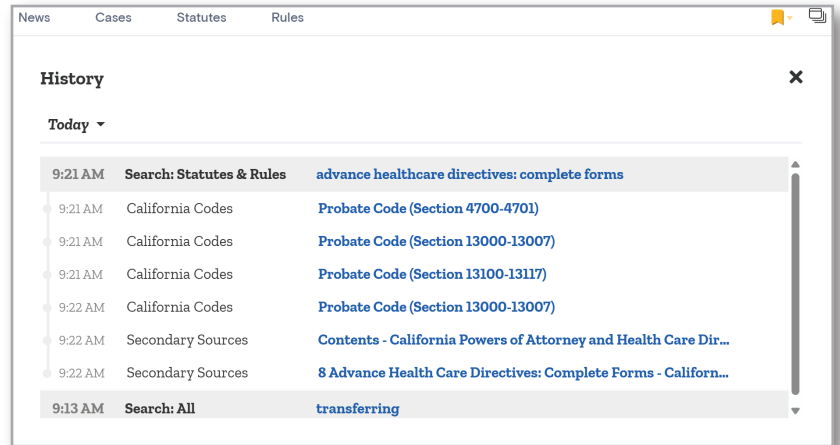 News Cases Statutes Rules
History
Today
9:21 AM Search: Statutes & Rules advance healthcare directives: complete forms
9:21 AM California Codes Probate Code (Section 4700-4701)
9:21 AM California Codes Probate Code (Section 13000-13007)
9:21 AM California Codes Probate Code (Section 13100-13117)
9:22 AM California Codes Probate Code (Section 13000-13007)
9:22 AM Secondary Sources Contents - California Powers of Attorney and Health Care Dir...
9:22 AM Secondary Sources 8 Advance Health Care Directives: Complete Forms - Californ...
9:13 AM Search: All transferring